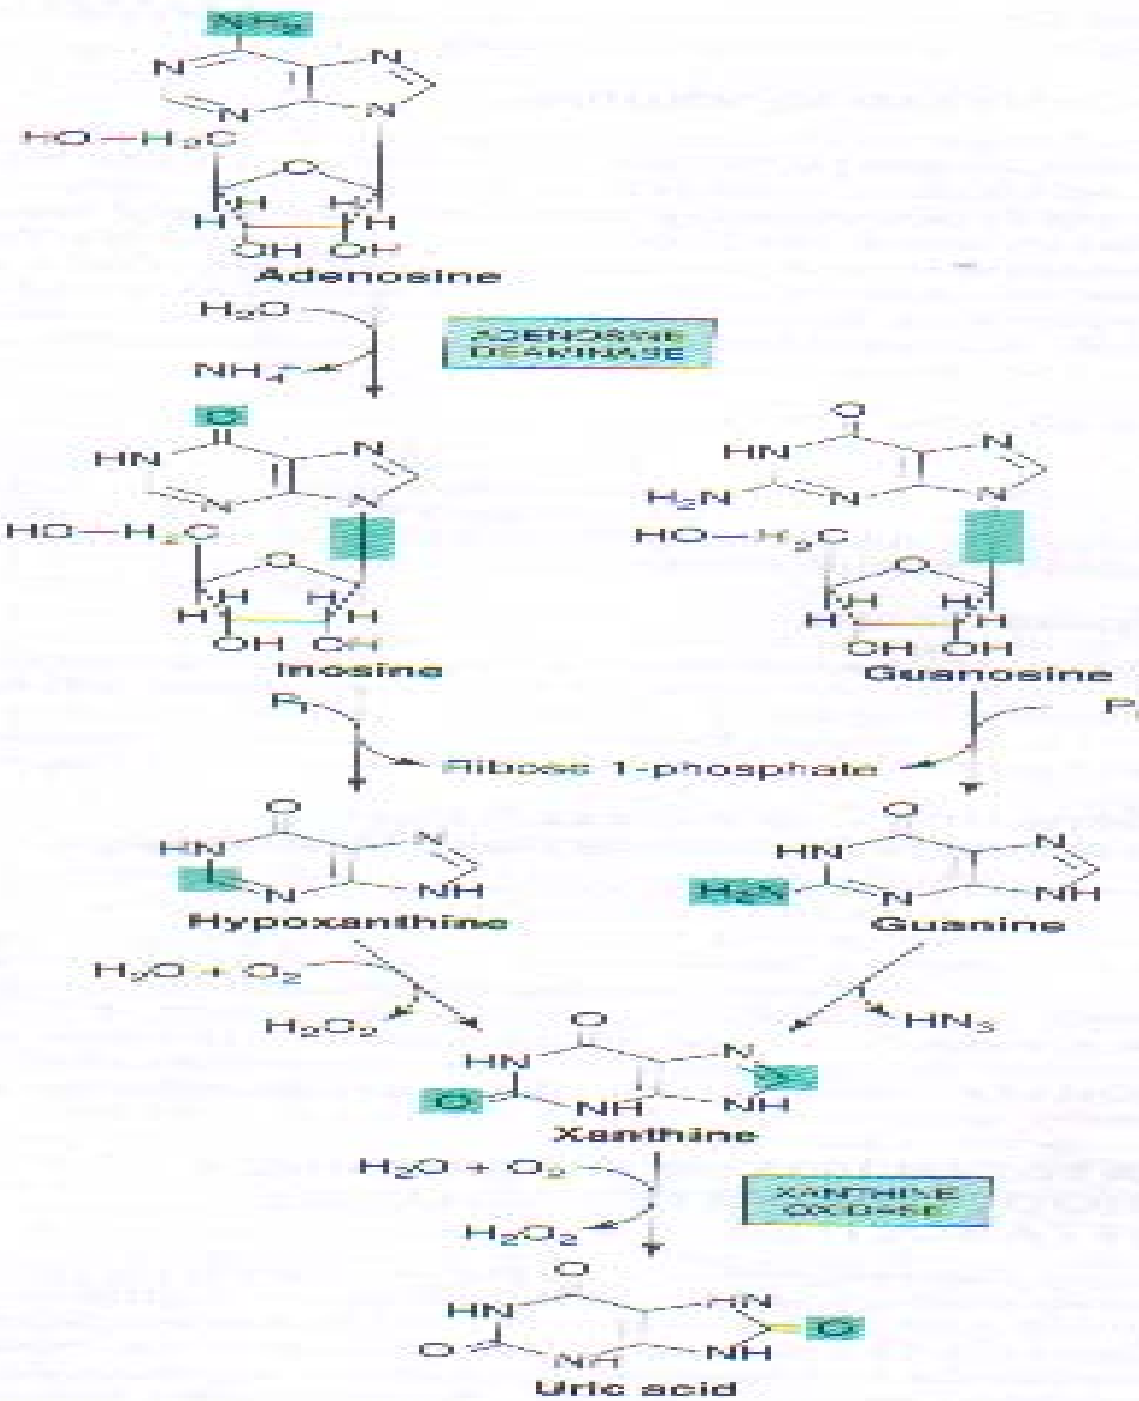 NH₂
N
N
N
N
HO—H₂C
O
H H H H
OH OH
Adenosine
H₂O
ADENOSINE
DEAMINASE
NH₄
O
O
HN N
HN N
N N
H₂N N N
HO—H₂C
HO—H₂C
O
O
H H H H
H H H H
OH OH
OH OH
Inosine
Guanosine
Pi
Pi
Ribose 1-phosphate
O
O
HN N
HN N
N NH
H₂N N NH
Hypoxanthine
Guanine
H₂O + O₂
H₂O₂
HN₃
O
HN N
O NH NH
Xanthine
H₂O + O₂
XANTHINE
OXIDASE
H₂O₂
O
HN HN
O
O NH NH
Uric acid